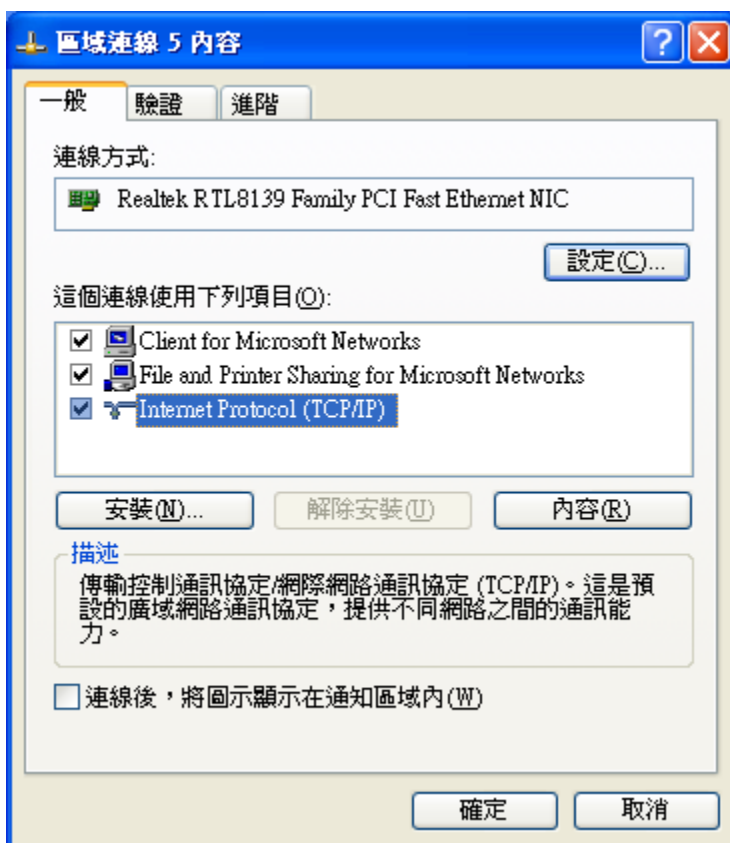 區域連線 5 內容
一般 驗證 進階
連線方式:
Realtek RTL8139 Family PCI Fast Ethernet NIC
設定(C)...
這個連線使用下列項目(O):
Client for Microsoft Networks
File and Printer Sharing for Microsoft Networks
Internet Protocol (TCP/IP)
安裝(N)... 解除安裝(U) 內容(R)
描述
傳輸控制通訊協定/網際網路通訊協定 (TCP/IP)。這是預
設的廣域網路通訊協定，提供不同網路之間的通訊能
力。
連線後，將圖示顯示在通知區域內(W)
確定 取消